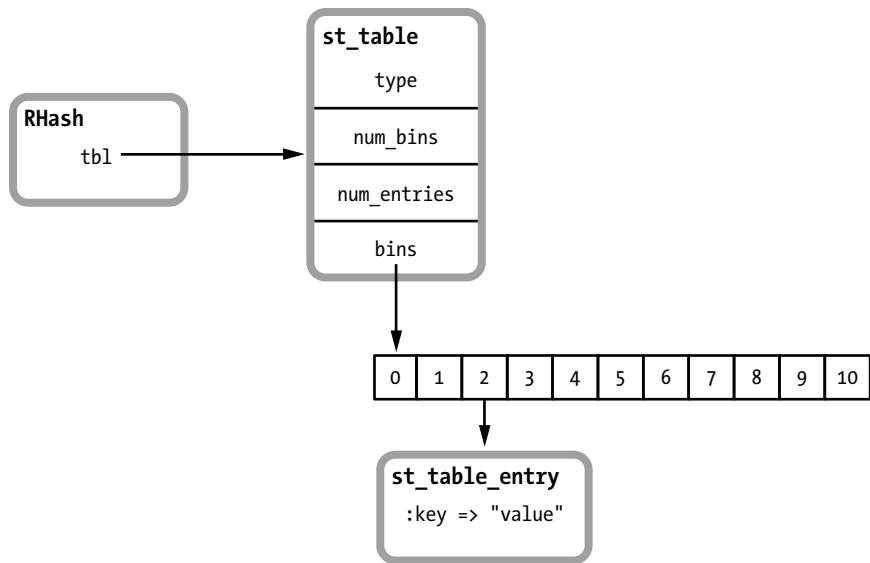 st_table
type
RHash
num_bins
tbl
num_entries
bins
0 1 2 3 4 5 6 7 8 9 10
st_table_entry
:key => "value"